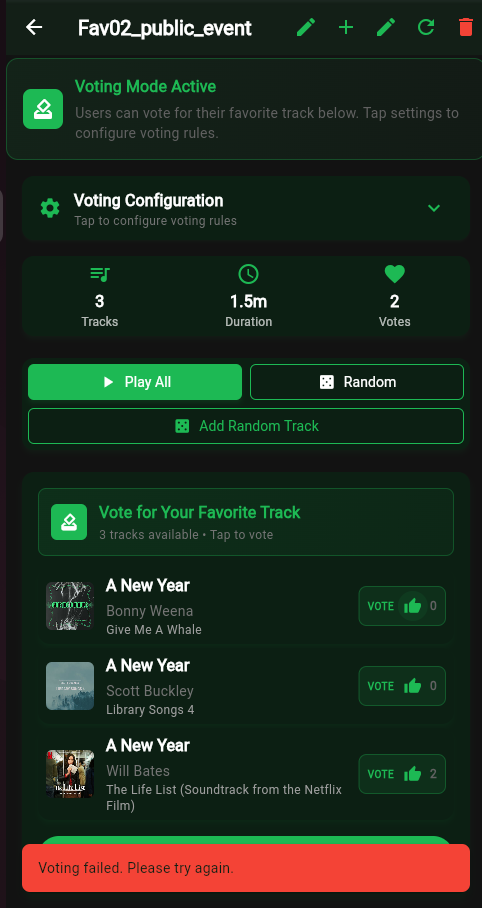 Fav02_public_event
Voting Mode Active
Users can vote for their favorite track below. Tap settings to
configure voting rules.
Voting Configuration
Tap to configure voting rules
3
Tracks
1.5m
Duration
2
Votes
Play All
Random
Add Random Track
Vote for Your Favorite Track
3 tracks available • Tap to vote
A New Year
Bonny Weena
Give Me A Whale
VOTE 0
A New Year
Scott Buckley
Library Songs 4
VOTE 0
A New Year
Will Bates
The Life List (Soundtrack from the Netflix
Film)
VOTE 2
Voting failed. Please try again.